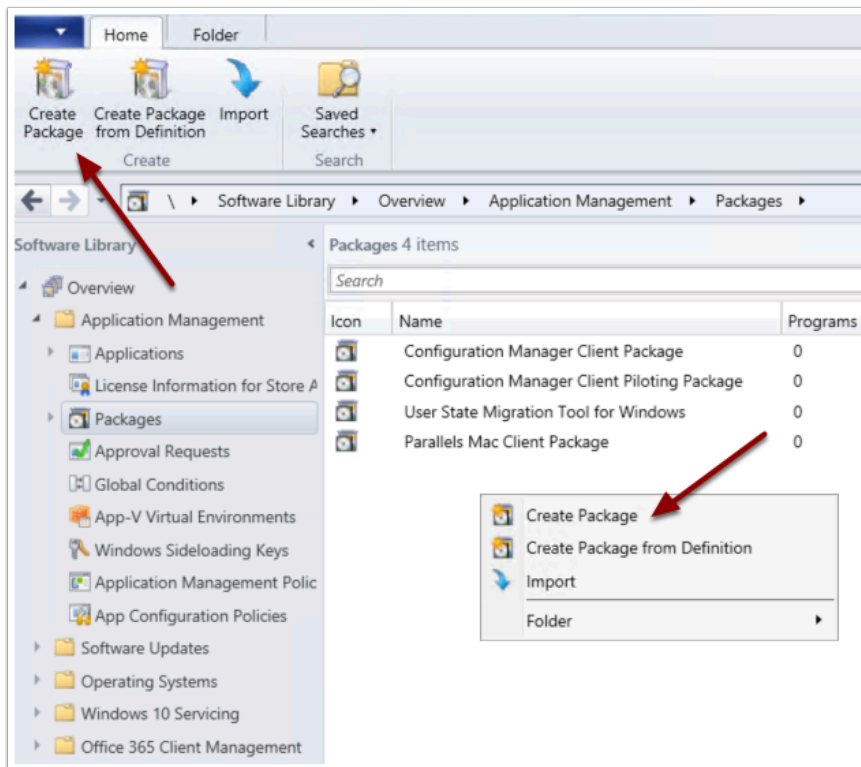 Home Folder
Create Package
Create Package from Definition
Import
Saved Searches
Create
Search
\ Software Library Overview Application Management Packages
Software Library
Packages 4 items
Search
Overview
Application Management
Applications
License Information for Store A
Packages
Approval Requests
Global Conditions
App-V Virtual Environments
Windows Sideloading Keys
Application Management Polic
App Configuration Policies
Software Updates
Operating Systems
Windows 10 Servicing
Office 365 Client Management
Icon Name Programs
Configuration Manager Client Package 0
Configuration Manager Client Piloting Package 0
User State Migration Tool for Windows 0
Parallels Mac Client Package 0
Create Package
Create Package from Definition
Import
Folder